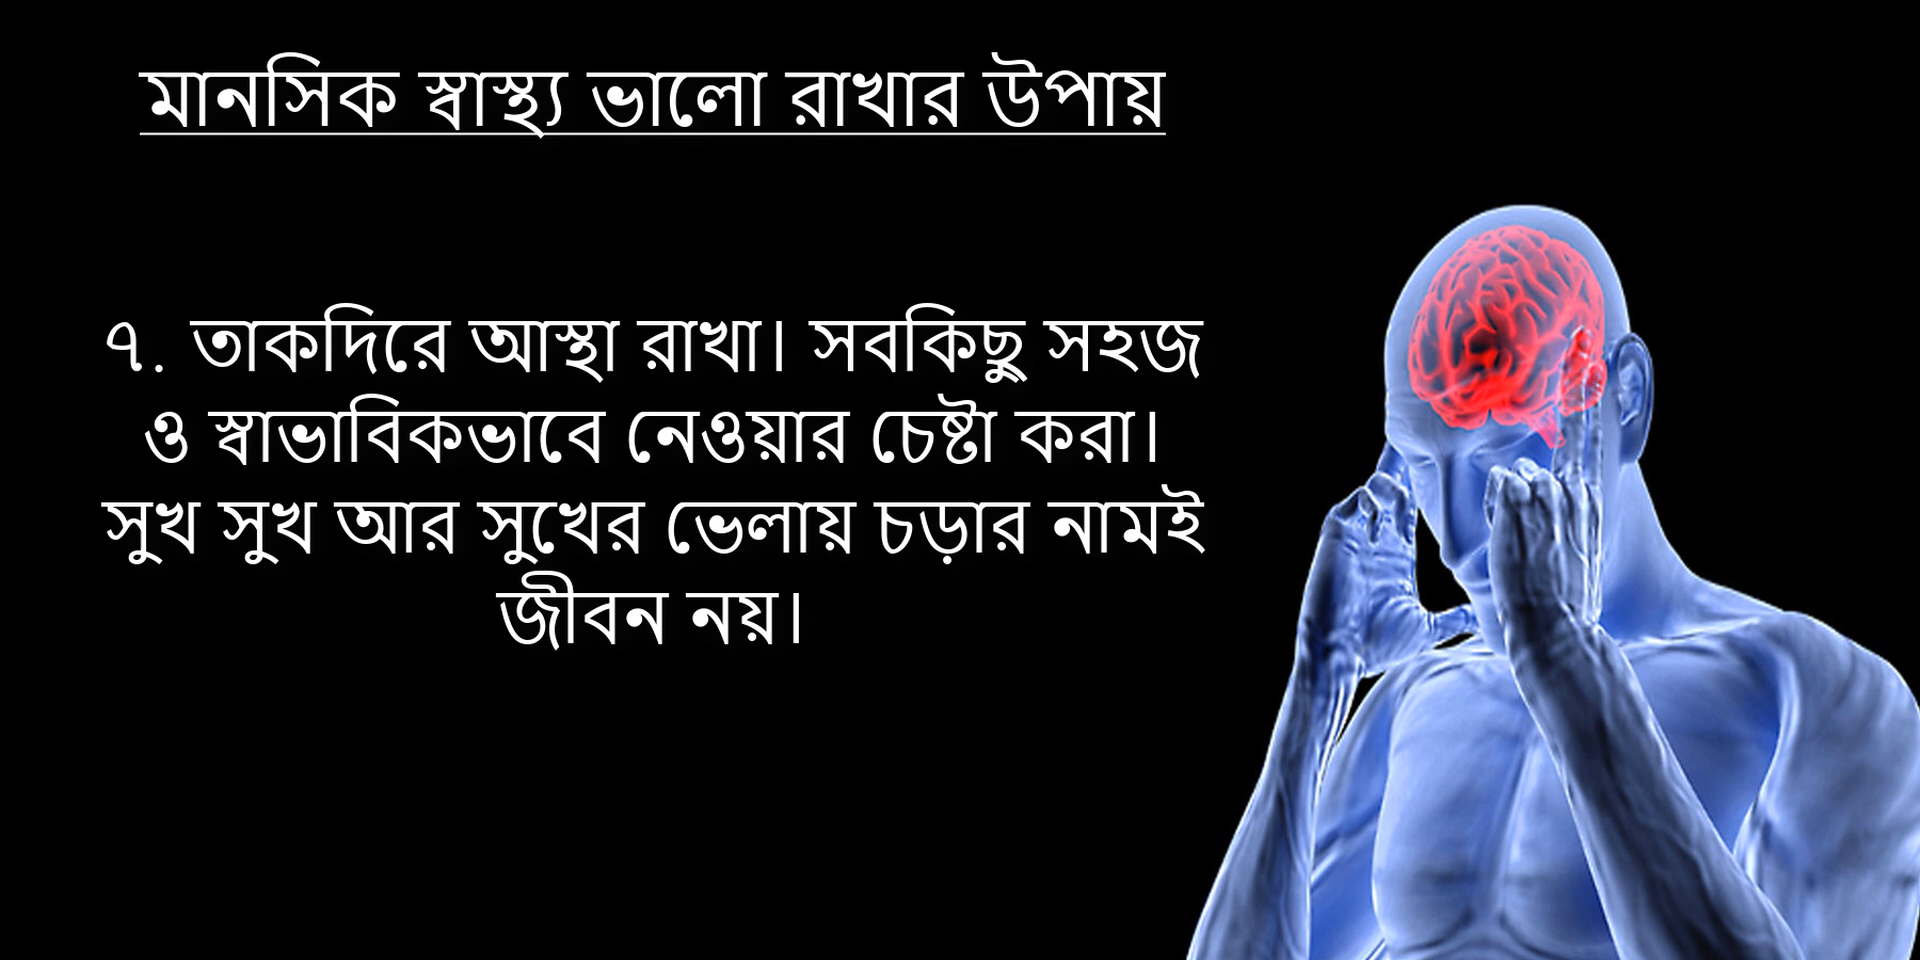 মানসিক স্বাস্থ্য ভালো রাখার উপায়
৭. তাকদিরে আস্থা রাখা। সবকিছু সহজ
ও স্বাভাবিকভাবে নেওয়ার চেষ্টা করা।
সুখ সুখ আর সুখের ভেলায় চড়ার নামই
জীবন নয়।